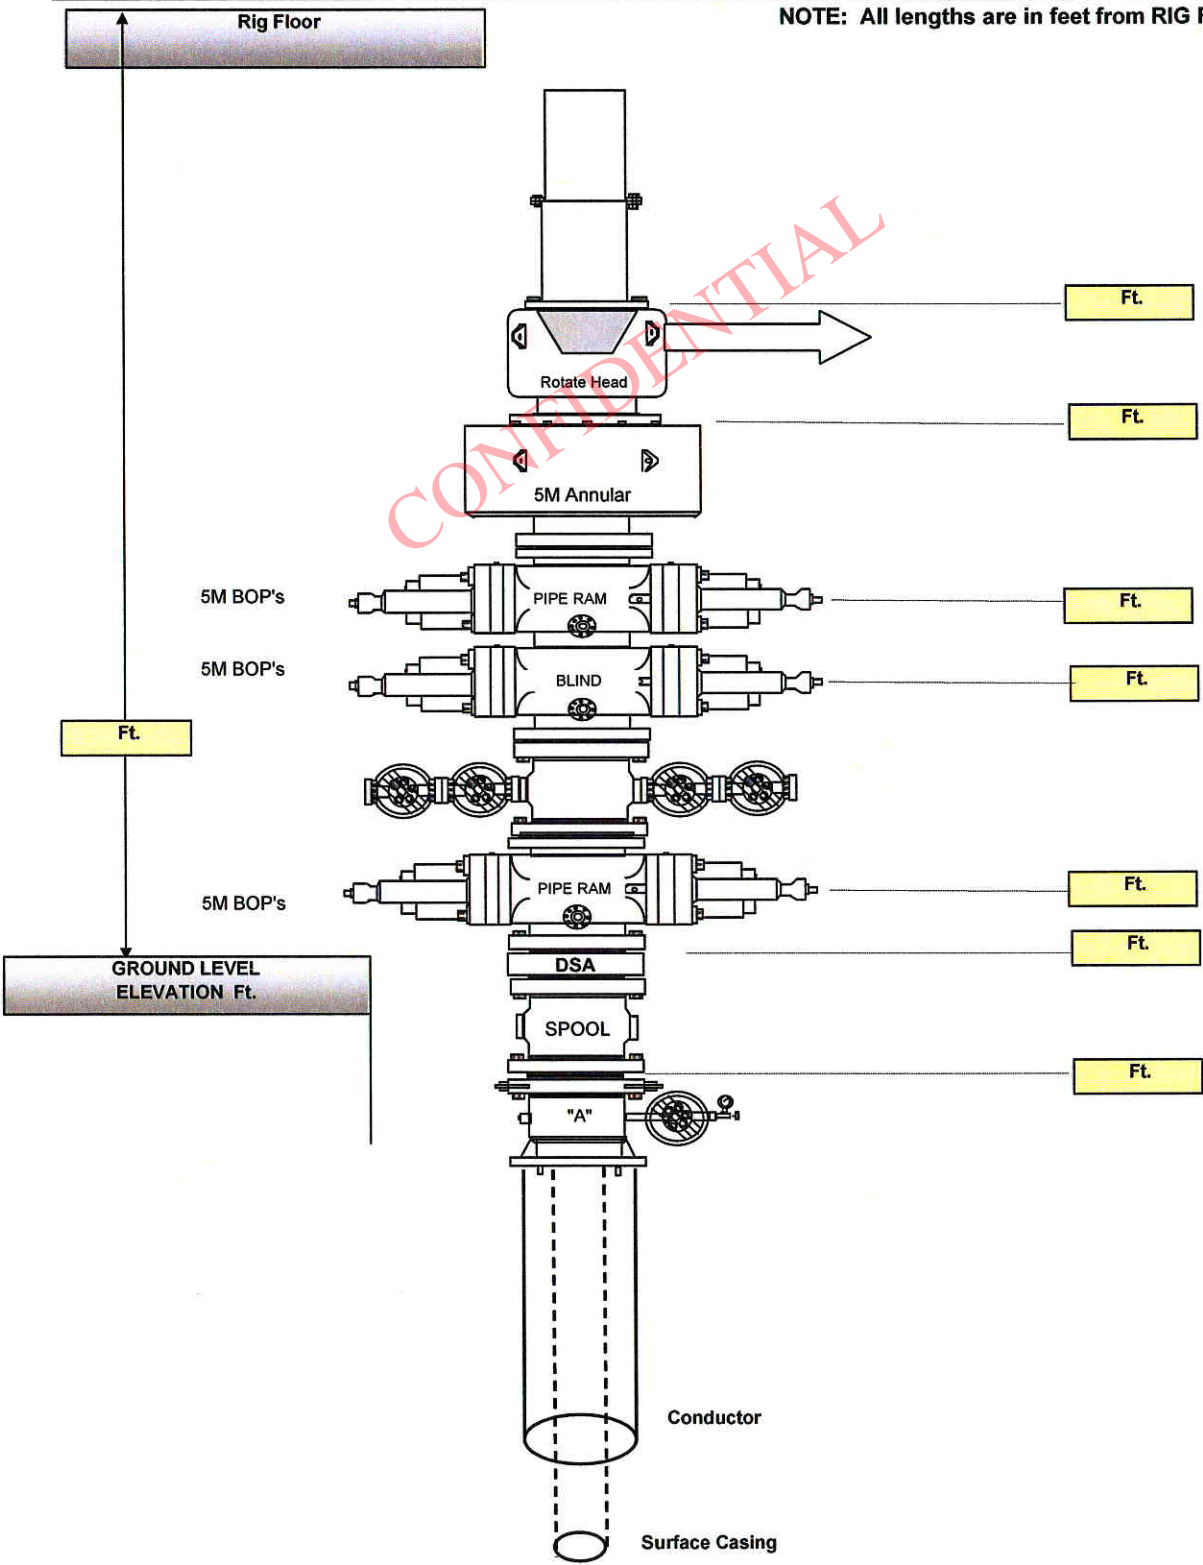 Rig Floor
NOTE: All lengths are in feet from RIG
Ft.
Rotate Head
Ft.
5M Annular
CONFIDENTIAL
5M BOP's
PIPE RAM
Ft.
5M BOP's
BLIND
Ft.
Ft.
5M BOP's
PIPE RAM
Ft.
Ft.
GROUND LEVEL
ELEVATION Ft.
DSA
SPOOL
Ft.
"A"
Conductor
Surface Casing